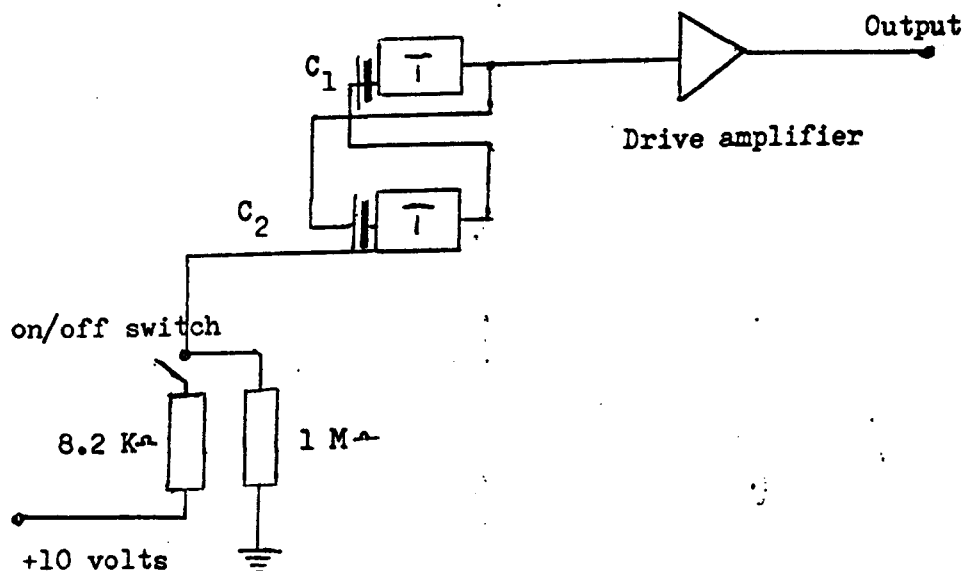 Output
C₁
T
Drive amplifier
C₂
T
on/off switch
8.2 KΩ
1 MΩ
+10 volts